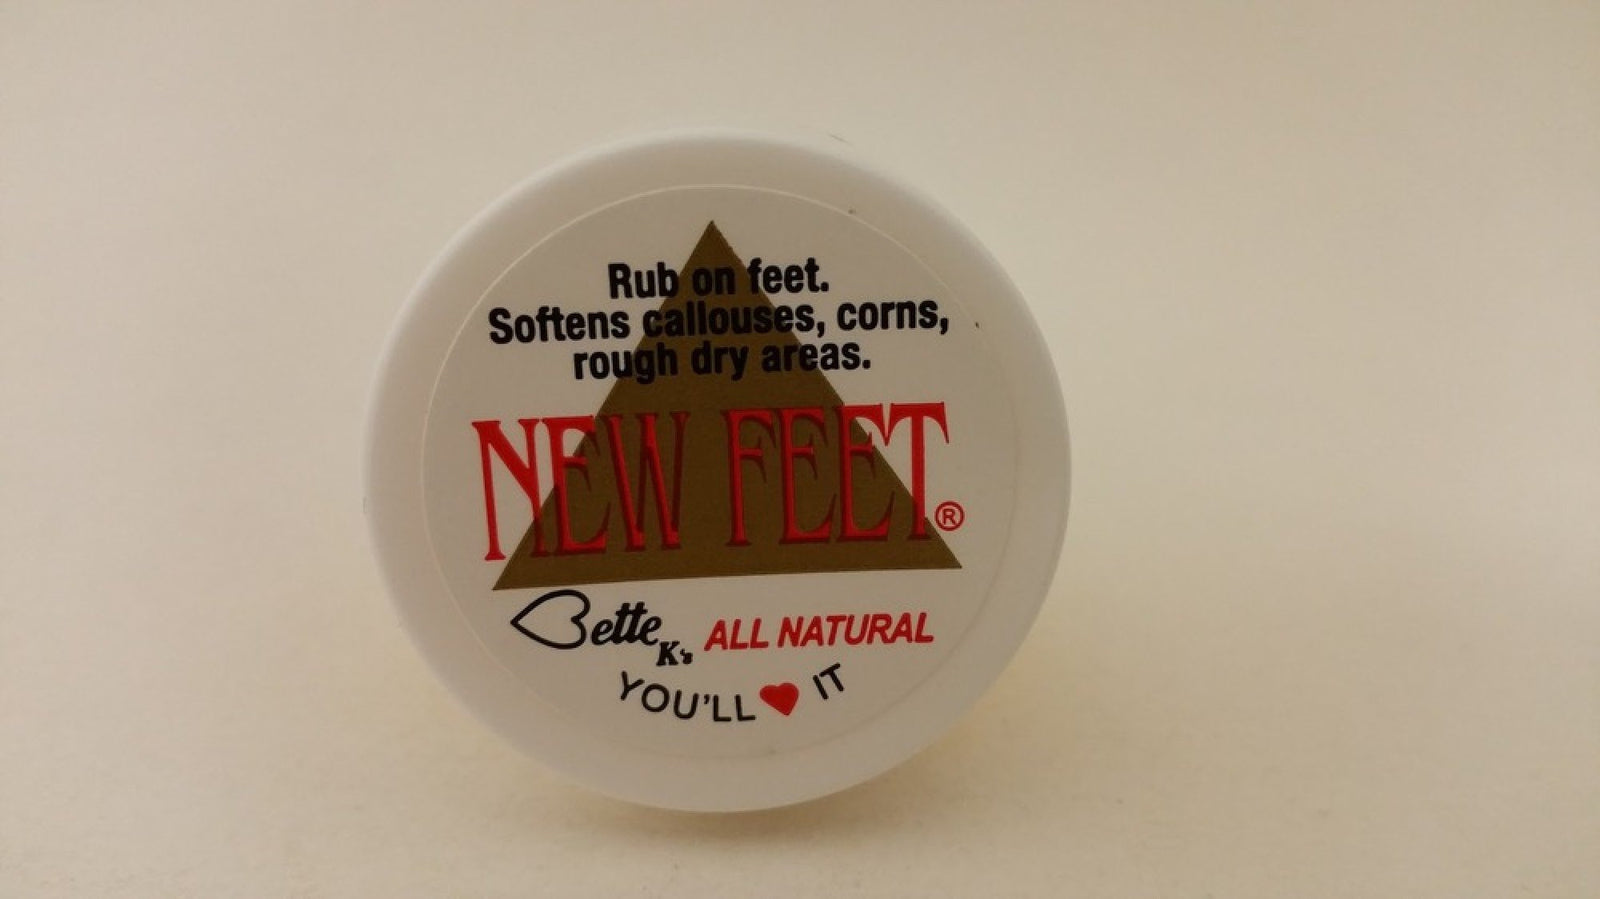 Rub on feet.
Softens callouses, corns,
rough dry areas.
NEW FEET®
Bette K's ALL NATURAL
YOU'LL ♥ IT